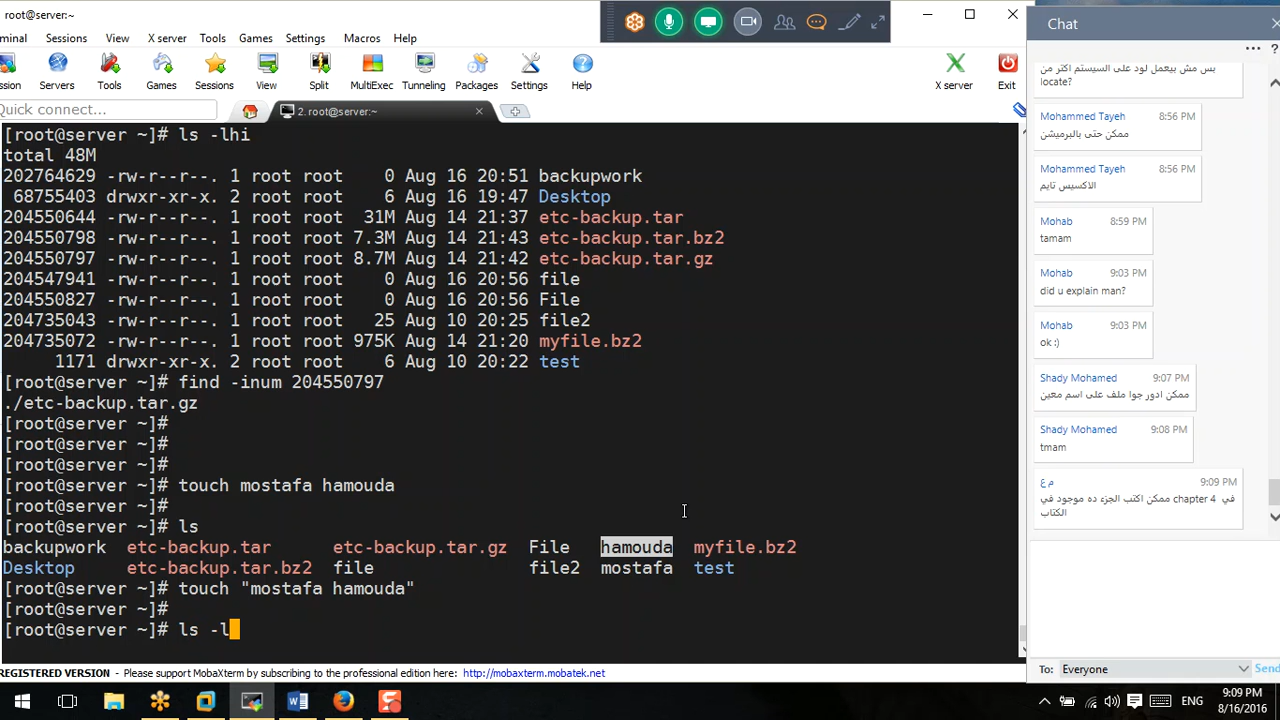 root@server:~
minal Sessions View X server Tools Games Settings Macros Help
ssion Servers Tools Games Sessions View Split MultiExec Tunneling Packages Settings Help X server Exit
Quick connect...
2. root@server:~
[root@server ~]# ls -lhi
total 48M
202764629 -rw-r--r--. 1 root root 0 Aug 16 20:51 backupwork
68755403 drwxr-xr-x. 2 root root 6 Aug 16 19:47 Desktop
204550644 -rw-r--r--. 1 root root 31M Aug 14 21:37 etc-backup.tar
204550798 -rw-r--r--. 1 root root 7.3M Aug 14 21:43 etc-backup.tar.bz2
204550797 -rw-r--r--. 1 root root 8.7M Aug 14 21:42 etc-backup.tar.gz
204547941 -rw-r--r--. 1 root root 0 Aug 16 20:56 file
204550827 -rw-r--r--. 1 root root 0 Aug 16 20:56 File
204735043 -rw-r--r--. 1 root root 25 Aug 10 20:25 file2
204735072 -rw-r--r--. 1 root root 975K Aug 14 21:20 myfile.bz2
1171 drwxr-xr-x. 2 root root 6 Aug 10 20:22 test
[root@server ~]# find -inum 204550797
./etc-backup.tar.gz
[root@server ~]#
[root@server ~]#
[root@server ~]#
[root@server ~]# touch mostafa hamouda
[root@server ~]#
[root@server ~]# ls
backupwork etc-backup.tar etc-backup.tar.gz File hamouda myfile.bz2
Desktop etc-backup.tar.bz2 file file2 mostafa test
[root@server ~]# touch "mostafa hamouda"
[root@server ~]#
[root@server ~]# ls -l
REGISTERED VERSION - Please support MobaXterm by subscribing to the professional edition here: http://mobaxterm.mobatek.net
Chat
?
بس مش بيعمل لود على السيستم اكتر من
locate?
Mohammed Tayeh 8:56 PM
ممكن حتى بالبرميشن
Mohammed Tayeh 8:56 PM
الاكسيس تايم
Mohab 8:59 PM
tamam
Mohab 9:03 PM
did u explain man?
Mohab 9:03 PM
ok :)
Shady Mohamed 9:07 PM
ممكن ادور جوا ملف على اسم معين
Shady Mohamed 9:08 PM
tmam
م ع 9:09 PM
ممكن اكتب الجزء ده موجود في chapter 4 في
الكتاب
To: Everyone Send
ENG
9:09 PM
8/16/2016